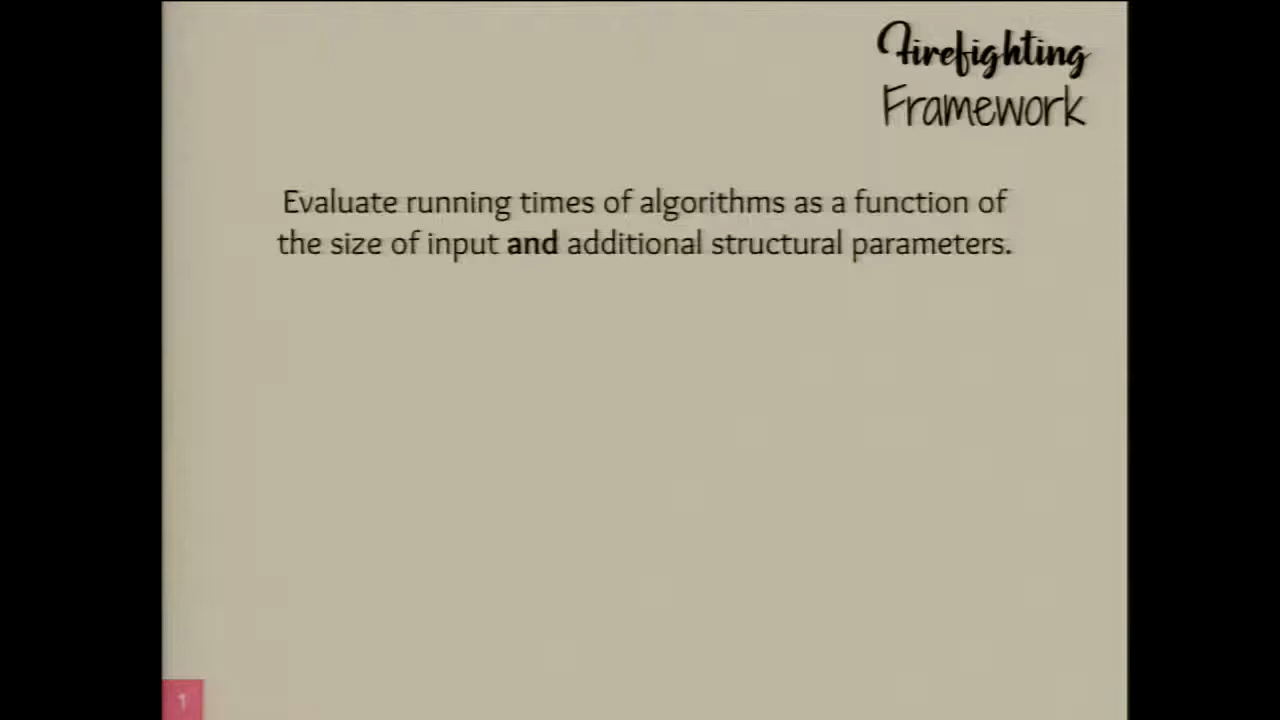 Firefighting
Framework
Evaluate running times of algorithms as a function of
the size of input and additional structural parameters.
1